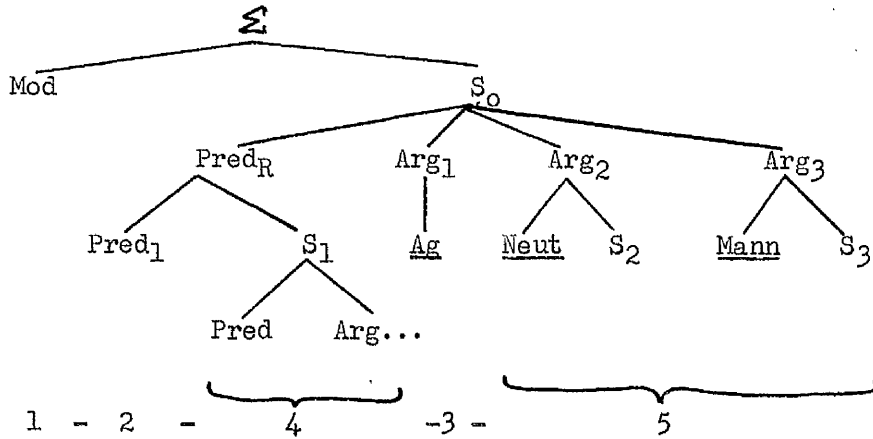 Σ
Mod S₀
Pred_R Arg₁ Arg₂ Arg₃
Pred₁ S₁ Ag Neut S₂ Mann S₃
Pred Arg...
1 - 2 - 4 -3 - 5